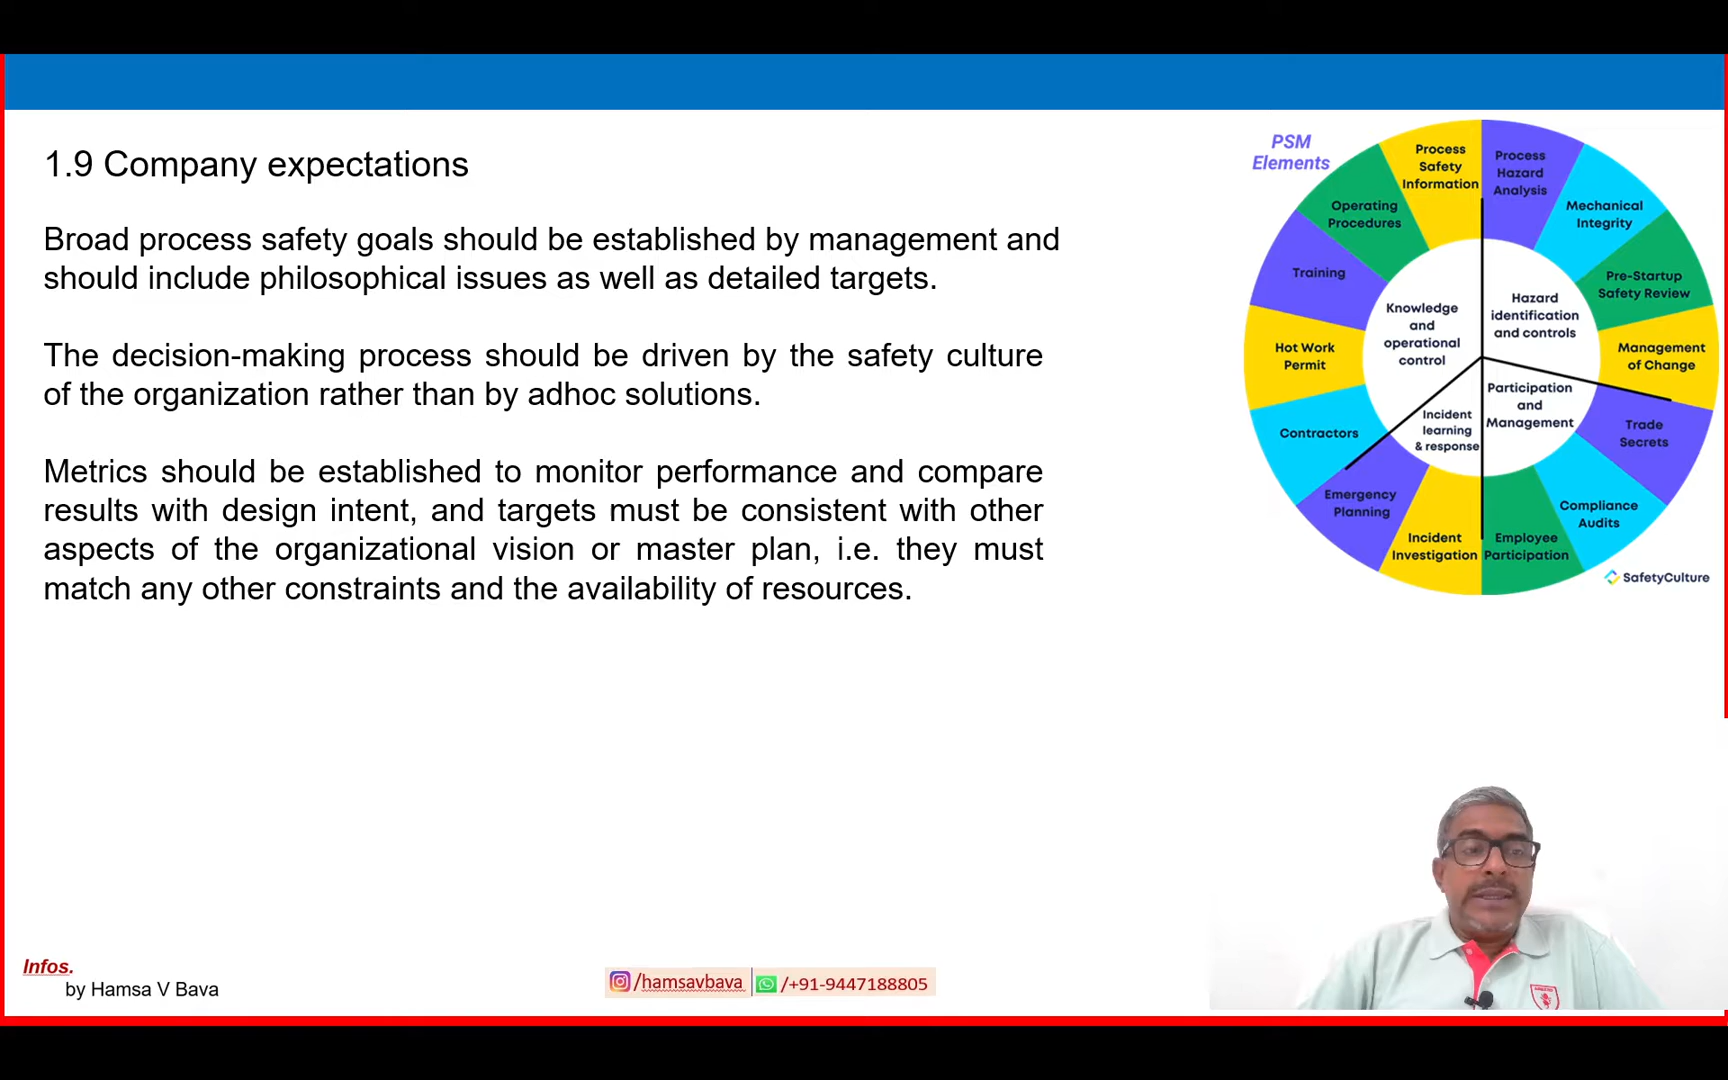 1.9 Company expectations
Broad process safety goals should be established by management and
should include philosophical issues as well as detailed targets.
The decision-making process should be driven by the safety culture
of the organization rather than by adhoc solutions.
Metrics should be established to monitor performance and compare
results with design intent, and targets must be consistent with other
aspects of the organizational vision or master plan, i.e. they must
match any other constraints and the availability of resources.
PSM
Elements
Process
Safety
Information
Process
Hazard
Analysis
Mechanical
Integrity
Pre-Startup
Safety Review
Management
of Change
Trade
Secrets
Compliance
Audits
Employee
Participation
Incident
Investigation
Emergency
Planning
Contractors
Hot Work
Permit
Training
Operating
Procedures
Knowledge
and
operational
control
Hazard
identification
and controls
Participation
and
Management
Incident
learning
& response
SafetyCulture
Infos.
by Hamsa V Bava
/hamsavbava
/+91-9447188805